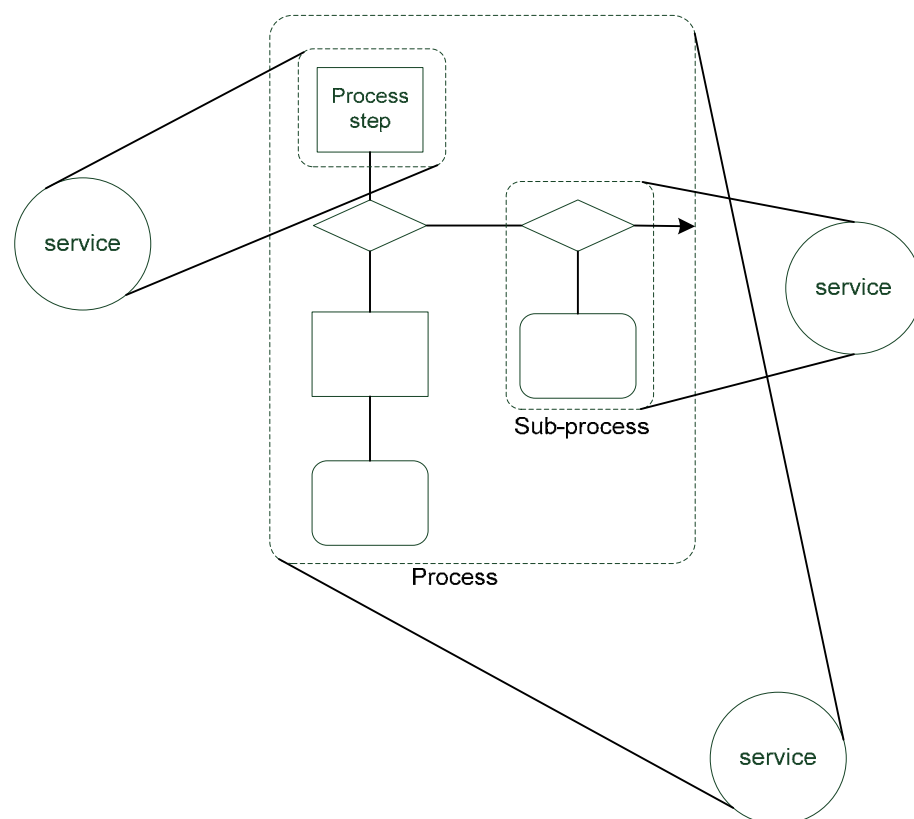 Process
step
service
service
Sub-process
Process
service